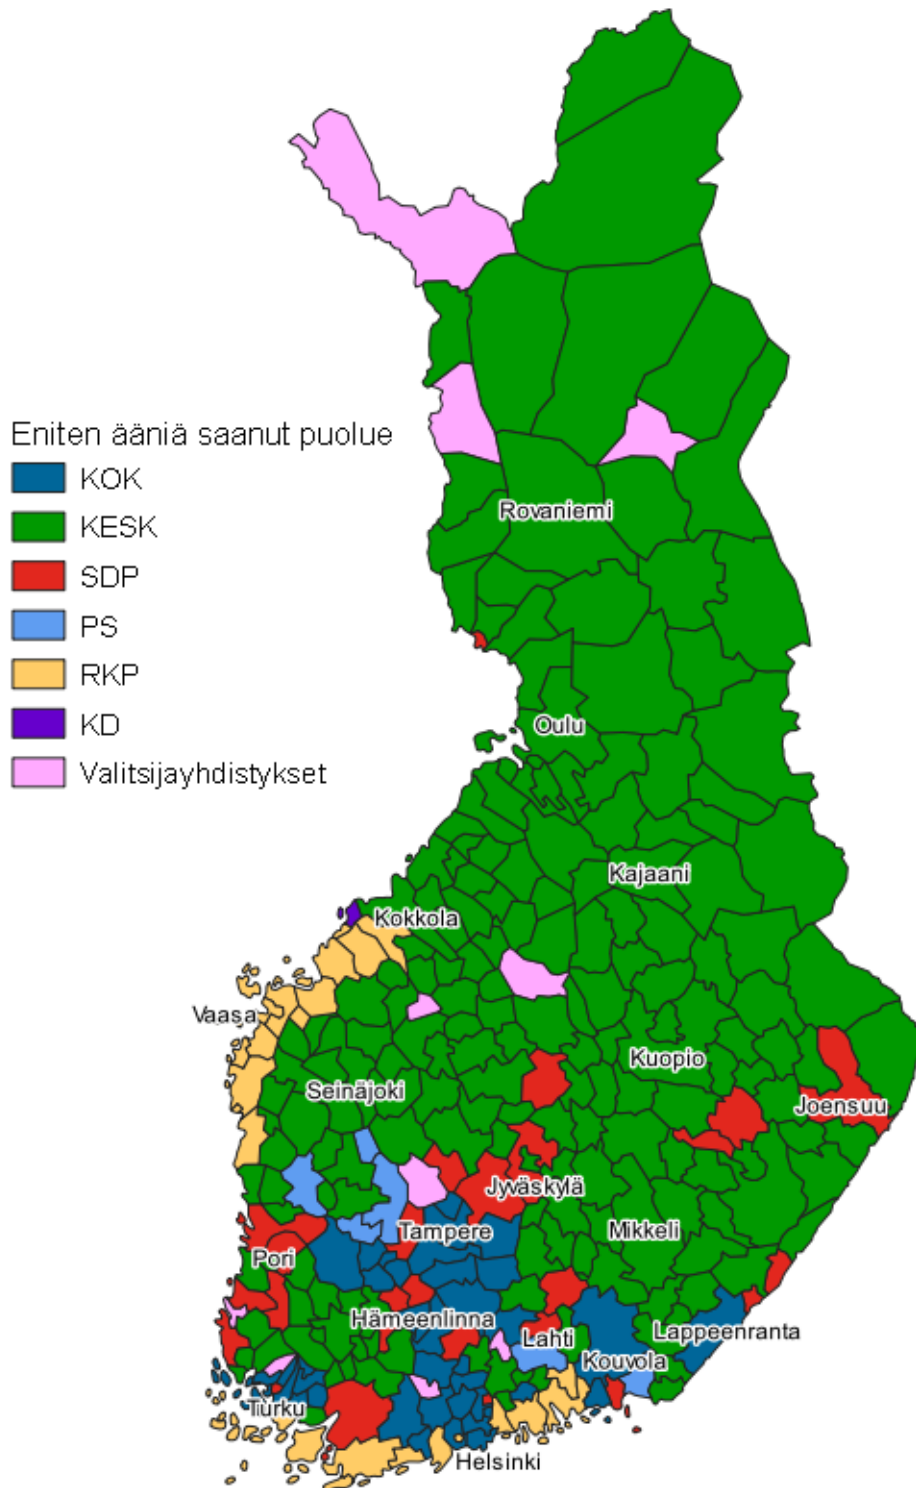 Eniten ääniä saanut puolue
KOK
KESK
SDP
PS
RKP
KD
Valitsijayhdistykset
Rovaniemi
Oulu
Kajaani
Kokkola
Vaasa
Kuopio
Seinäjoki
Joensuu
Jyväskylä
Tampere
Mikkeli
Pori
Hämeenlinna
Lahti
Lappeenranta
Kouvola
Turku
Helsinki